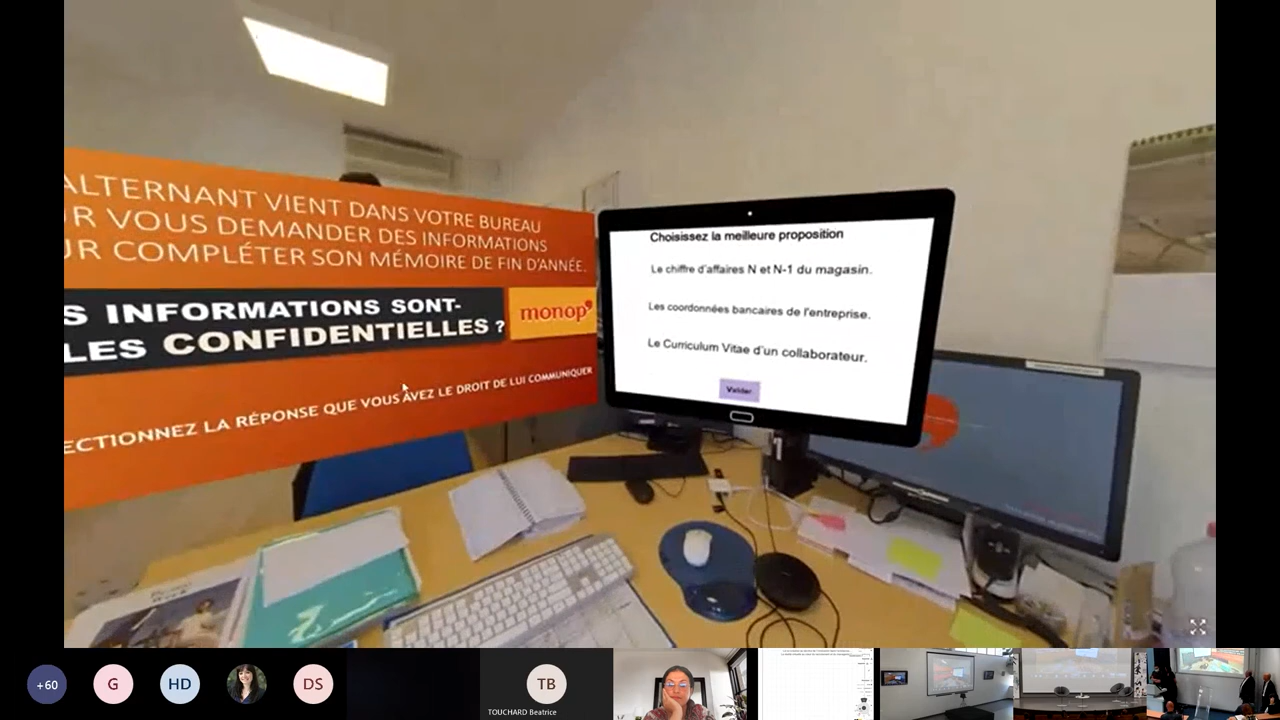 ALTERNANT VIENT DANS VOTRE BUREAU
UR VOUS DEMANDER DES INFORMATIONS
UR COMPLÉTER SON MÉMOIRE DE FIN D'ANNÉE.
S INFORMATIONS SONT-
LES CONFIDENTIELLES ?
monop'
ECTIONNEZ LA RÉPONSE QUE VOUS AVEZ LE DROIT DE LUI COMMUNIQUER
Choisissez la meilleure proposition
Le chiffre d'affaires N et N-1 du magasin.
Les coordonnées bancaires de l'entreprise.
Le Curriculum Vitae d'un collaborateur.
Valider
+60
G
HD
DS
TB
TOUCHARD Beatrice